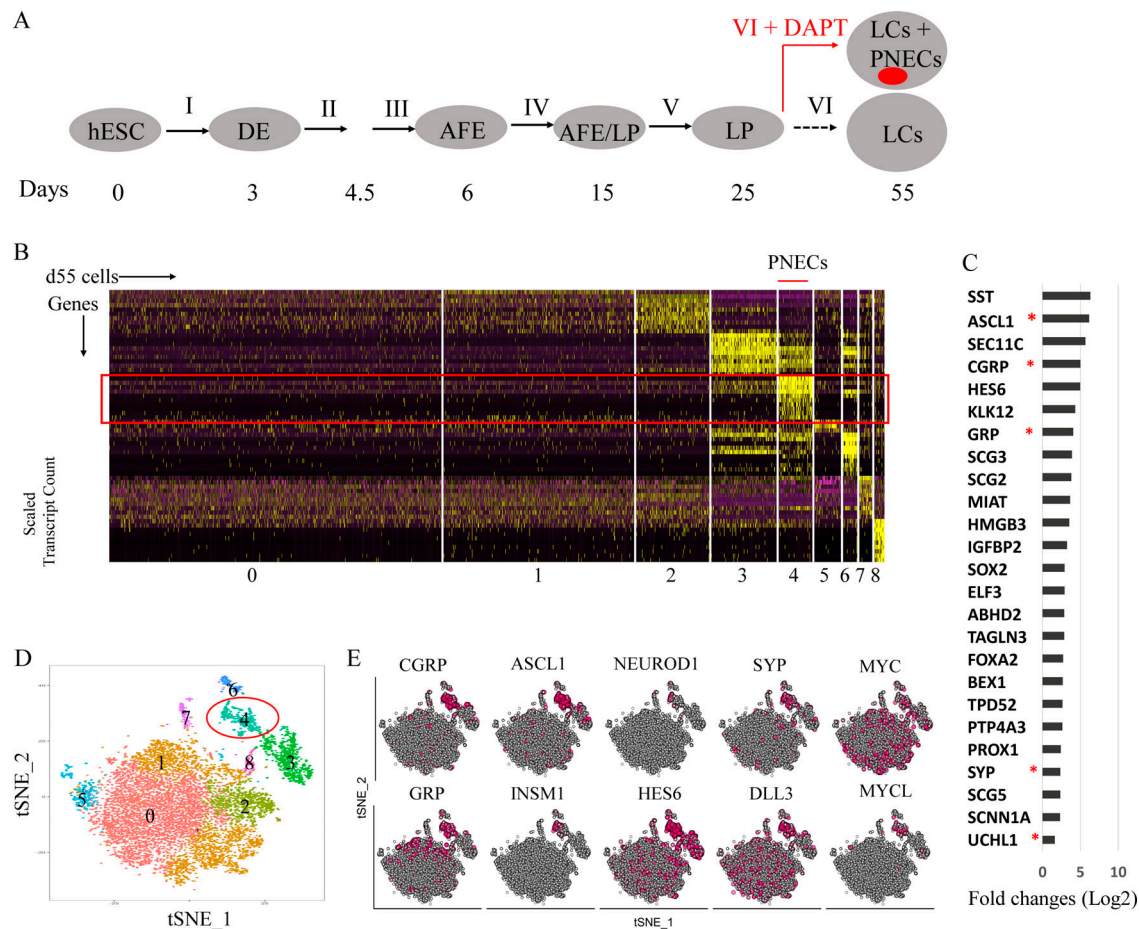 A
VI + DAPT
LCs +
PNECs
I
II
III
IV
V
VI
hESC
DE
AFE
AFE/LP
LP
LCs
Days 0 3 4.5 6 15 25 55
B
d55 cells
PNECs
Genes
Scaled
Transcript Count
0 1 2 3 4 5 6 7 8
C
SST
ASCL1 *
SEC11C
CGRP *
HES6
KLK12
GRP *
SCG3
SCG2
MIAT
HMGB3
IGFBP2
SOX2
ELF3
ABHD2
TAGLN3
FOXA2
BEX1
TPD52
PTP4A3
PROX1
SYP *
SCG5
SCNN1A
UCHL1 *
0 5 10
Fold changes (Log2)
D
6
4
7
1
8
3
5
2
0
tSNE_2
tSNE_1
E
CGRP ASCL1 NEUROD1 SYP MYC
GRP INSM1 HES6 DLL3 MYCL
tSNE_2
tSNE_1